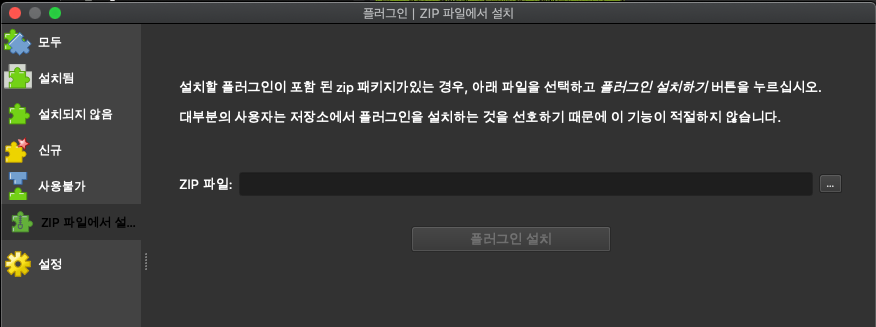 플러그인 | ZIP 파일에서 설치
모두
설치됨
설치되지 않음
신규
사용불가
ZIP 파일에서 설...
설정
설치할 플러그인이 포함 된 zip 패키지가있는 경우, 아래 파일을 선택하고 플러그인 설치하기 버튼을 누르십시오.
대부분의 사용자는 저장소에서 플러그인을 설치하는 것을 선호하기 때문에 이 기능이 적절하지 않습니다.
ZIP 파일:
...
플러그인 설치